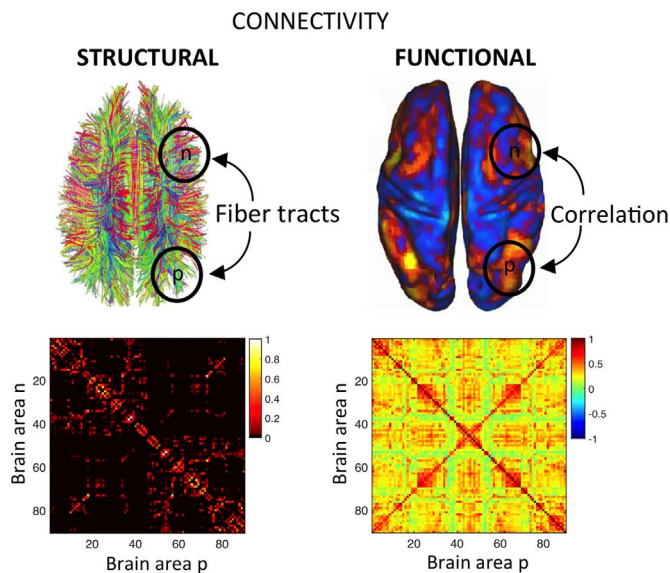 CONNECTIVITY
STRUCTURAL
FUNCTIONAL
n
Fiber tracts
p
n
Correlation
p
Brain area n
20
40
60
80
20 40 60 80
Brain area p
1
0.8
0.6
0.4
0.2
0
Brain area n
20
40
60
80
20 40 60 80
Brain area p
1
0.5
0
-0.5
-1